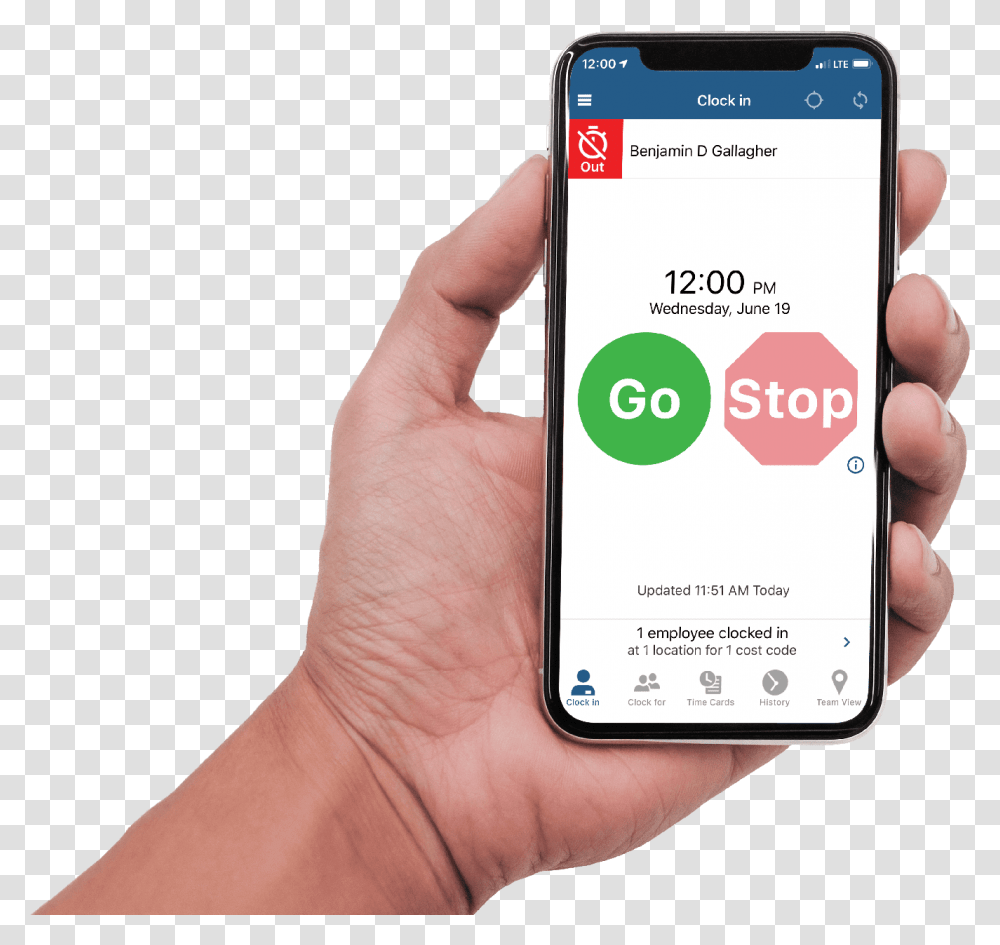 12:00 LTE
Clock in
Out
Benjamin D Gallagher
12:00 PM
Wednesday, June 19
Go Stop
Updated 11:51 AM Today
1 employee clocked in
at 1 location for 1 cost code
Clock in Clock for Time Cards History Team View